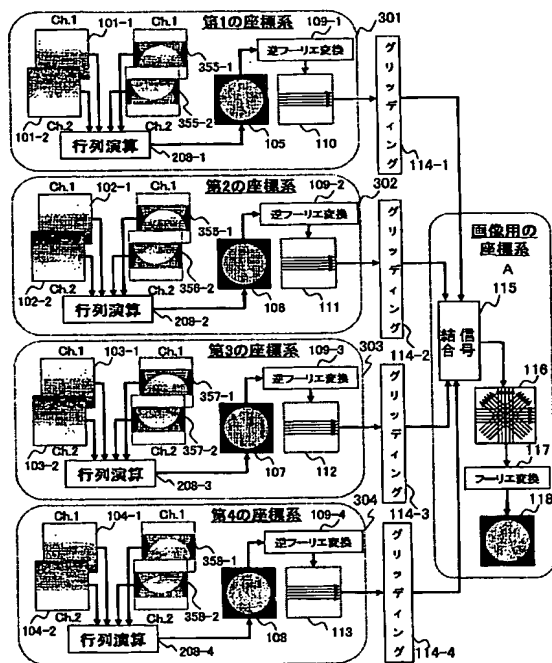 Ch.1
101-1
Ch.1
第1の座標系
109-1
301
逆フーリエ変換
355-1
355-2
101-2
Ch.2
Ch.2
行列演算
208-1
105
110
グリッディング
114-1
Ch.1
102-1
Ch.1
第2の座標系
109-2
302
逆フーリエ変換
356-2
102-2
Ch.2
Ch.2
行列演算
208-2
106
111
グリッディング
114-2
Ch.1
103-1
Ch.1
第3の座標系
109-3
303
逆フーリエ変換
357-1
357-2
103-2
Ch.2
Ch.2
行列演算
208-3
107
112
グリッディング
114-3
Ch.1
104-1
Ch.1
第4の座標系
109-4
304
逆フーリエ変換
358-1
358-2
104-2
Ch.2
Ch.2
行列演算
208-4
108
113
グリッディング
114-4
画像用の
座標系
A
115
信号
結合
116
117
フーリエ変換
118